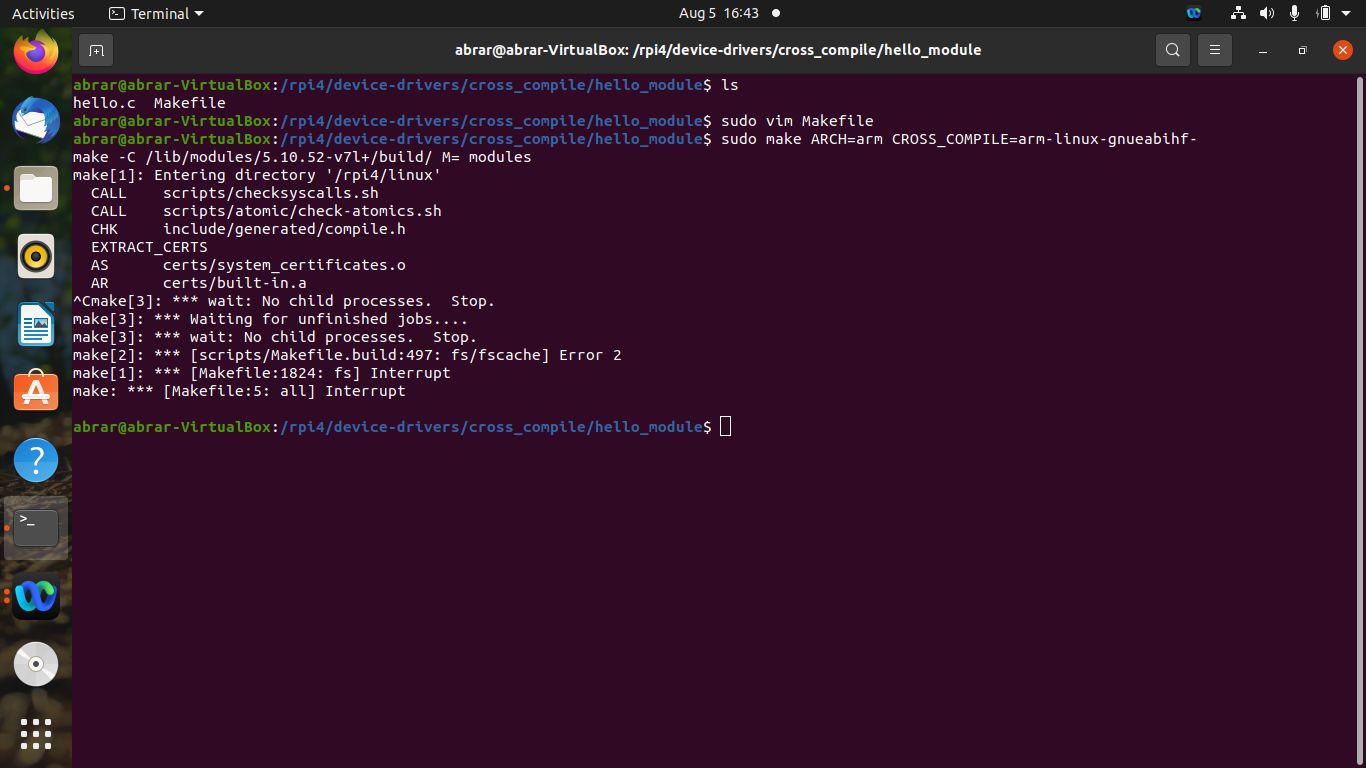 Activities
Terminal
Aug 5 16:43
abrar@abrar-VirtualBox: /rpi4/device-drivers/cross_compile/hello_module
abrar@abrar-VirtualBox:/rpi4/device-drivers/cross_compile/hello_module$ ls
hello.c  Makefile
abrar@abrar-VirtualBox:/rpi4/device-drivers/cross_compile/hello_module$ sudo vim Makefile
abrar@abrar-VirtualBox:/rpi4/device-drivers/cross_compile/hello_module$ sudo make ARCH=arm CROSS_COMPILE=arm-linux-gnueabihf-
make -C /lib/modules/5.10.52-v7l+/build/ M= modules
make[1]: Entering directory '/rpi4/linux'
  CALL    scripts/checksyscalls.sh
  CALL    scripts/atomic/check-atomics.sh
  CHK     include/generated/compile.h
  EXTRACT_CERTS
  AS      certs/system_certificates.o
  AR      certs/built-in.a
^Cmake[3]: *** wait: No child processes.  Stop.
make[3]: *** Waiting for unfinished jobs....
make[3]: *** wait: No child processes.  Stop.
make[2]: *** [scripts/Makefile.build:497: fs/fscache] Error 2
make[1]: *** [Makefile:1824: fs] Interrupt
make: *** [Makefile:5: all] Interrupt
abrar@abrar-VirtualBox:/rpi4/device-drivers/cross_compile/hello_module$